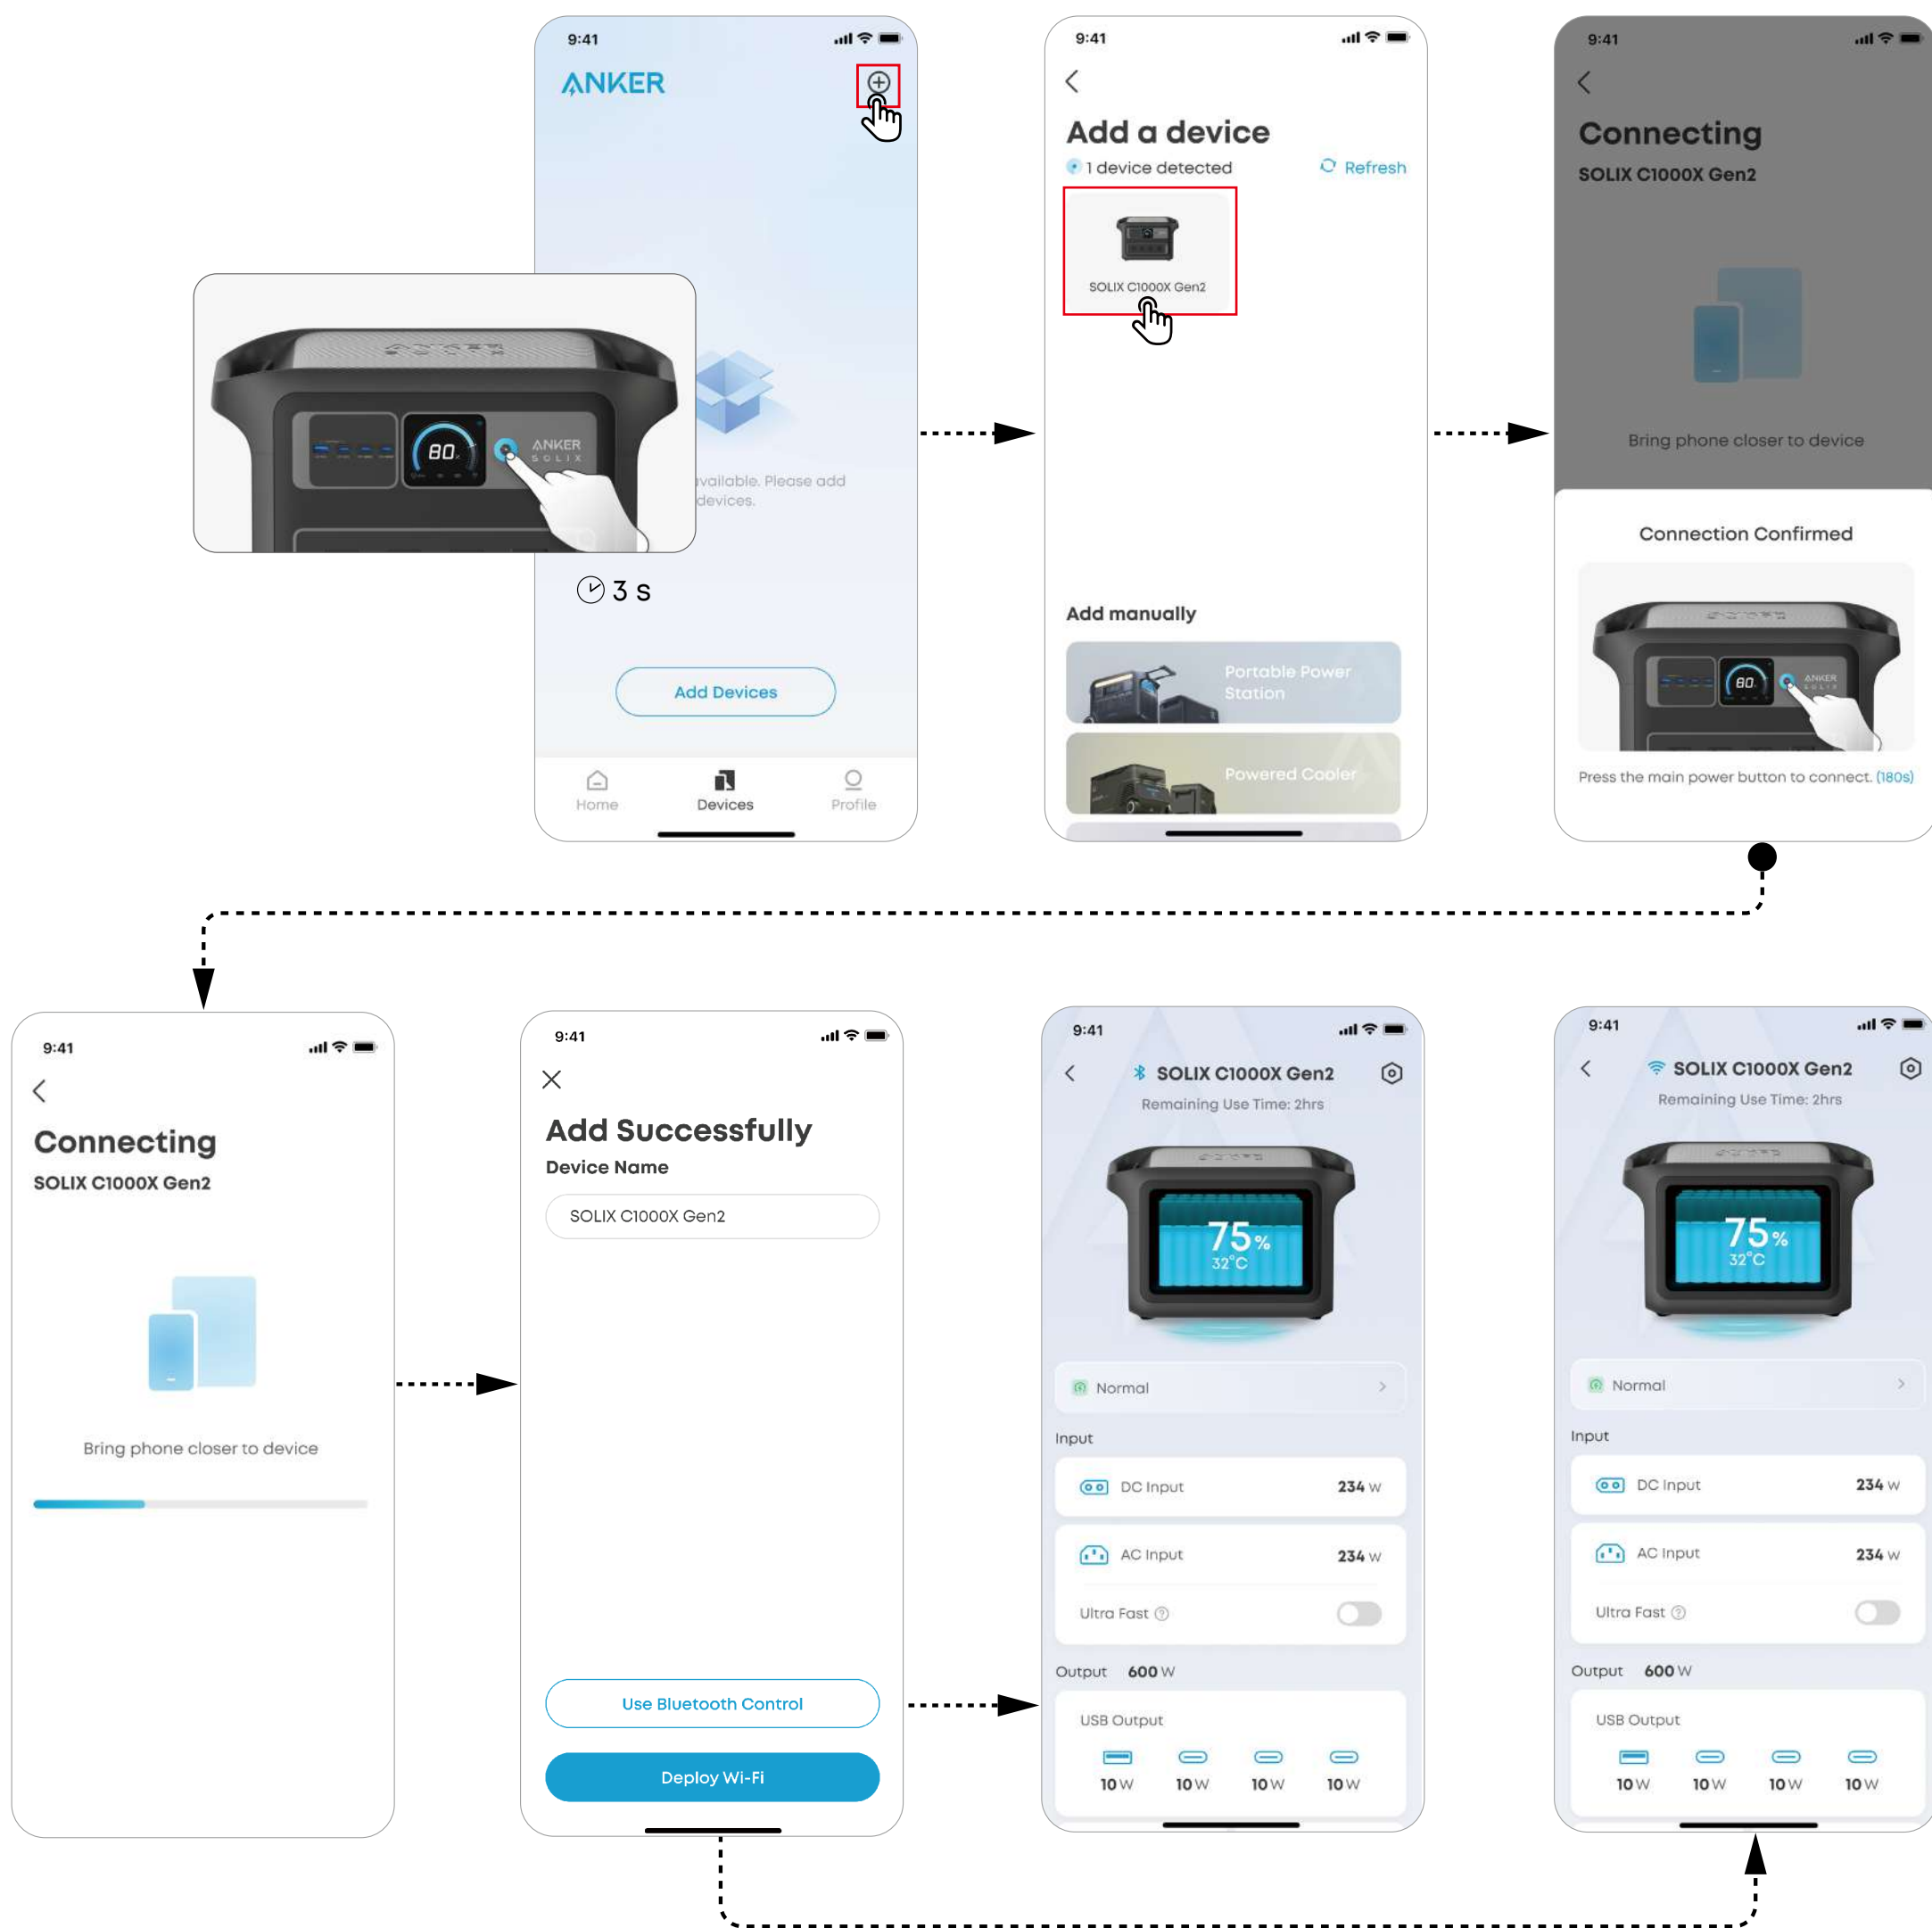 9:41
ANKER
ANKER
SOLIX
80%
ANKER
SOLIX
vailable. Please add
devices.
3 s
Add Devices
Home
Devices
Profile
9:41
Add a device
1 device detected
Refresh
SOLIX C1000X Gen2
Add manually
Portable Power
Station
Powered Cooler
9:41
Connecting
SOLIX C1000X Gen2
Bring phone closer to device
Connection Confirmed
80
ANKER
SOLIX
Press the main power button to connect. (180s)
9:41
Connecting
SOLIX C1000X Gen2
Bring phone closer to device
9:41
Add Successfully
Device Name
SOLIX C1000X Gen2
Use Bluetooth Control
Deploy Wi-Fi
9:41
SOLIX C1000X Gen2
Remaining Use Time: 2hrs
75%
32°C
Normal
Input
DC Input 234 W
AC Input 234 W
Ultra Fast
Output 600 W
USB Output
10 W 10 W 10 W 10 W
9:41
SOLIX C1000X Gen2
Remaining Use Time: 2hrs
75%
32°C
Normal
Input
DC Input 234 W
AC Input 234 W
Ultra Fast
Output 600 W
USB Output
10 W 10 W 10 W 10 W